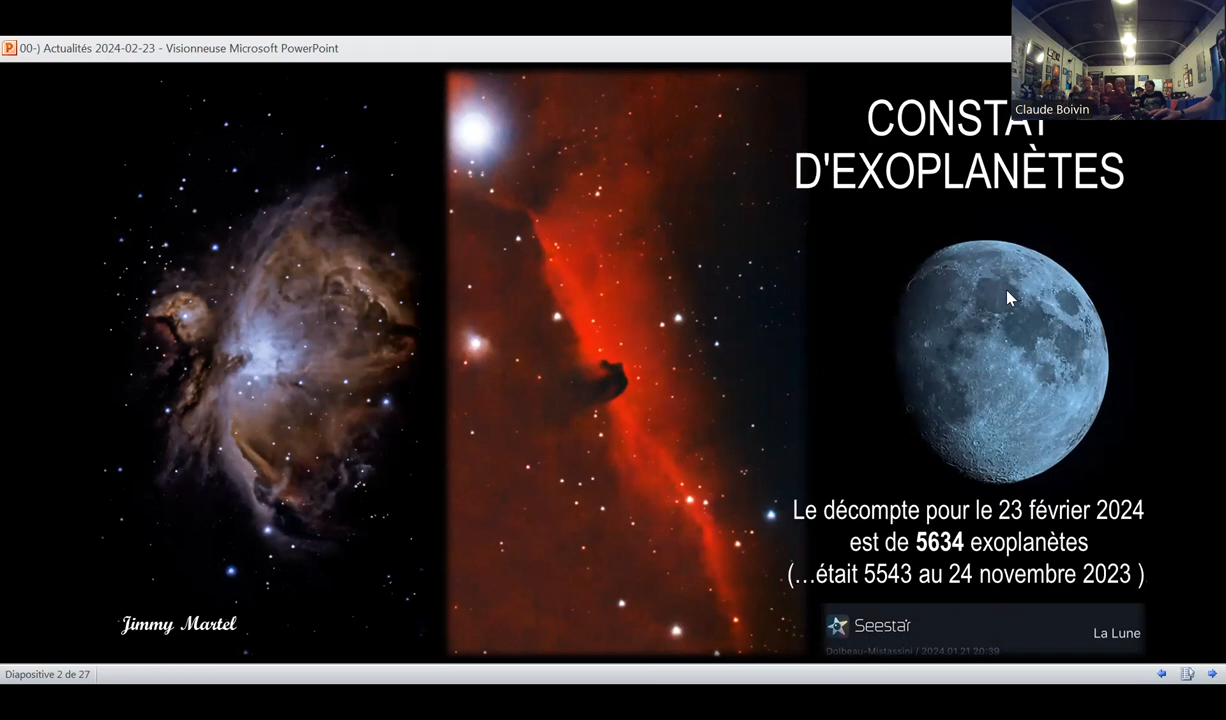 00-) Actualités 2024-02-23 - Visionneuse Microsoft PowerPoint
Claude Boivin
CONSTAT
D'EXOPLANÈTES
Le décompte pour le 23 février 2024
est de 5634 exoplanètes
(...était 5543 au 24 novembre 2023 )
Jimmy Martel
Seestar
La Lune
Dolbeau-Mistassini / 2024.01.21 20:39
Diapositive 2 de 27